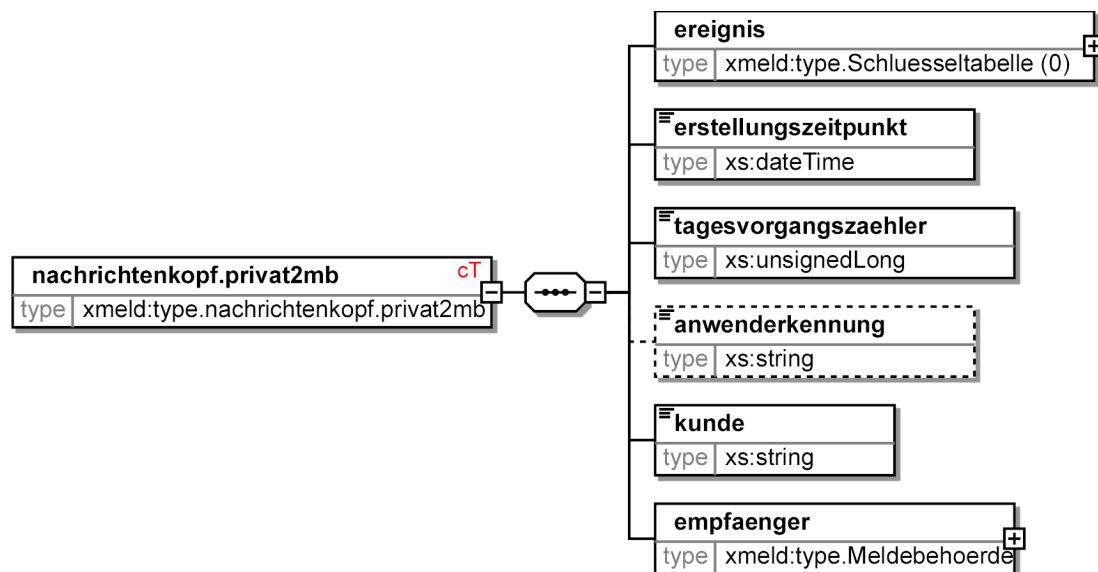 ereignis
type xmeld:type.Schluesseltabelle (0)
erstellungszeitpunkt
type xs:dateTime
tagesvorgangszaehler
type xs:unsignedLong
nachrichtenkopf.privat2mb cT
type xmeld:type.nachrichtenkopf.privat2mb
anwenderkennung
type xs:string
kunde
type xs:string
empfaenger
type xmeld:type.Meldebehoerde